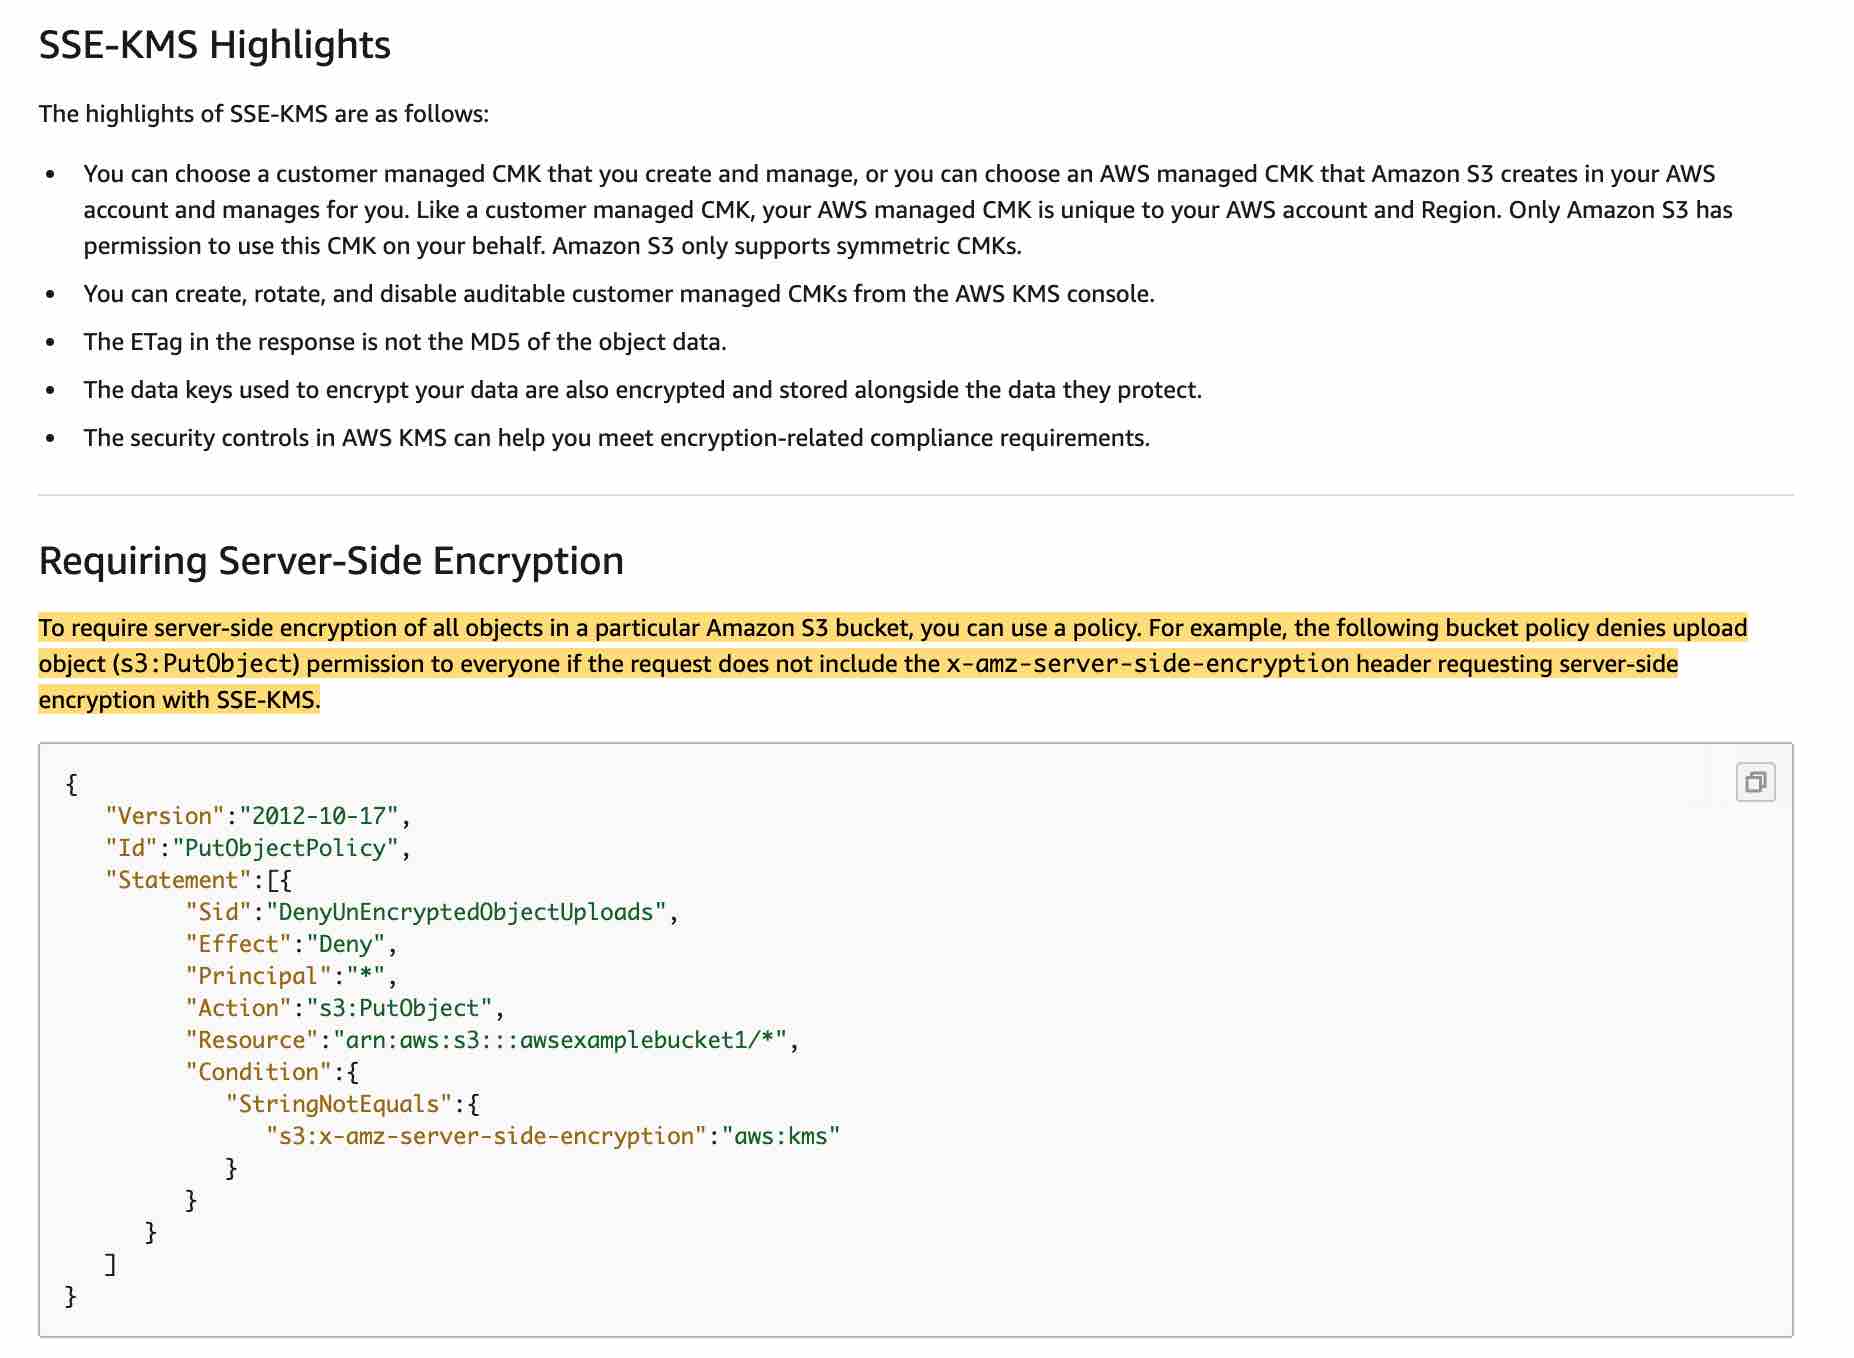 SSE-KMS Highlights
The highlights of SSE-KMS are as follows:
• You can choose a customer managed CMK that you create and manage, or you can choose an AWS managed CMK that Amazon S3 creates in your AWS
account and manages for you. Like a customer managed CMK, your AWS managed CMK is unique to your AWS account and Region. Only Amazon S3 has
permission to use this CMK on your behalf. Amazon S3 only supports symmetric CMKs.
• You can create, rotate, and disable auditable customer managed CMKs from the AWS KMS console.
• The ETag in the response is not the MD5 of the object data.
• The data keys used to encrypt your data are also encrypted and stored alongside the data they protect.
• The security controls in AWS KMS can help you meet encryption-related compliance requirements.
Requiring Server-Side Encryption
To require server-side encryption of all objects in a particular Amazon S3 bucket, you can use a policy. For example, the following bucket policy denies upload
object (s3:PutObject) permission to everyone if the request does not include the x-amz-server-side-encryption header requesting server-side
encryption with SSE-KMS.
{
   "Version":"2012-10-17",
   "Id":"PutObjectPolicy",
   "Statement":[{
         "Sid":"DenyUnEncryptedObjectUploads",
         "Effect":"Deny",
         "Principal":"*",
         "Action":"s3:PutObject",
         "Resource":"arn:aws:s3:::awsexamplebucket1/*",
         "Condition":{
            "StringNotEquals":{
               "s3:x-amz-server-side-encryption":"aws:kms"
            }
         }
      }
   ]
}